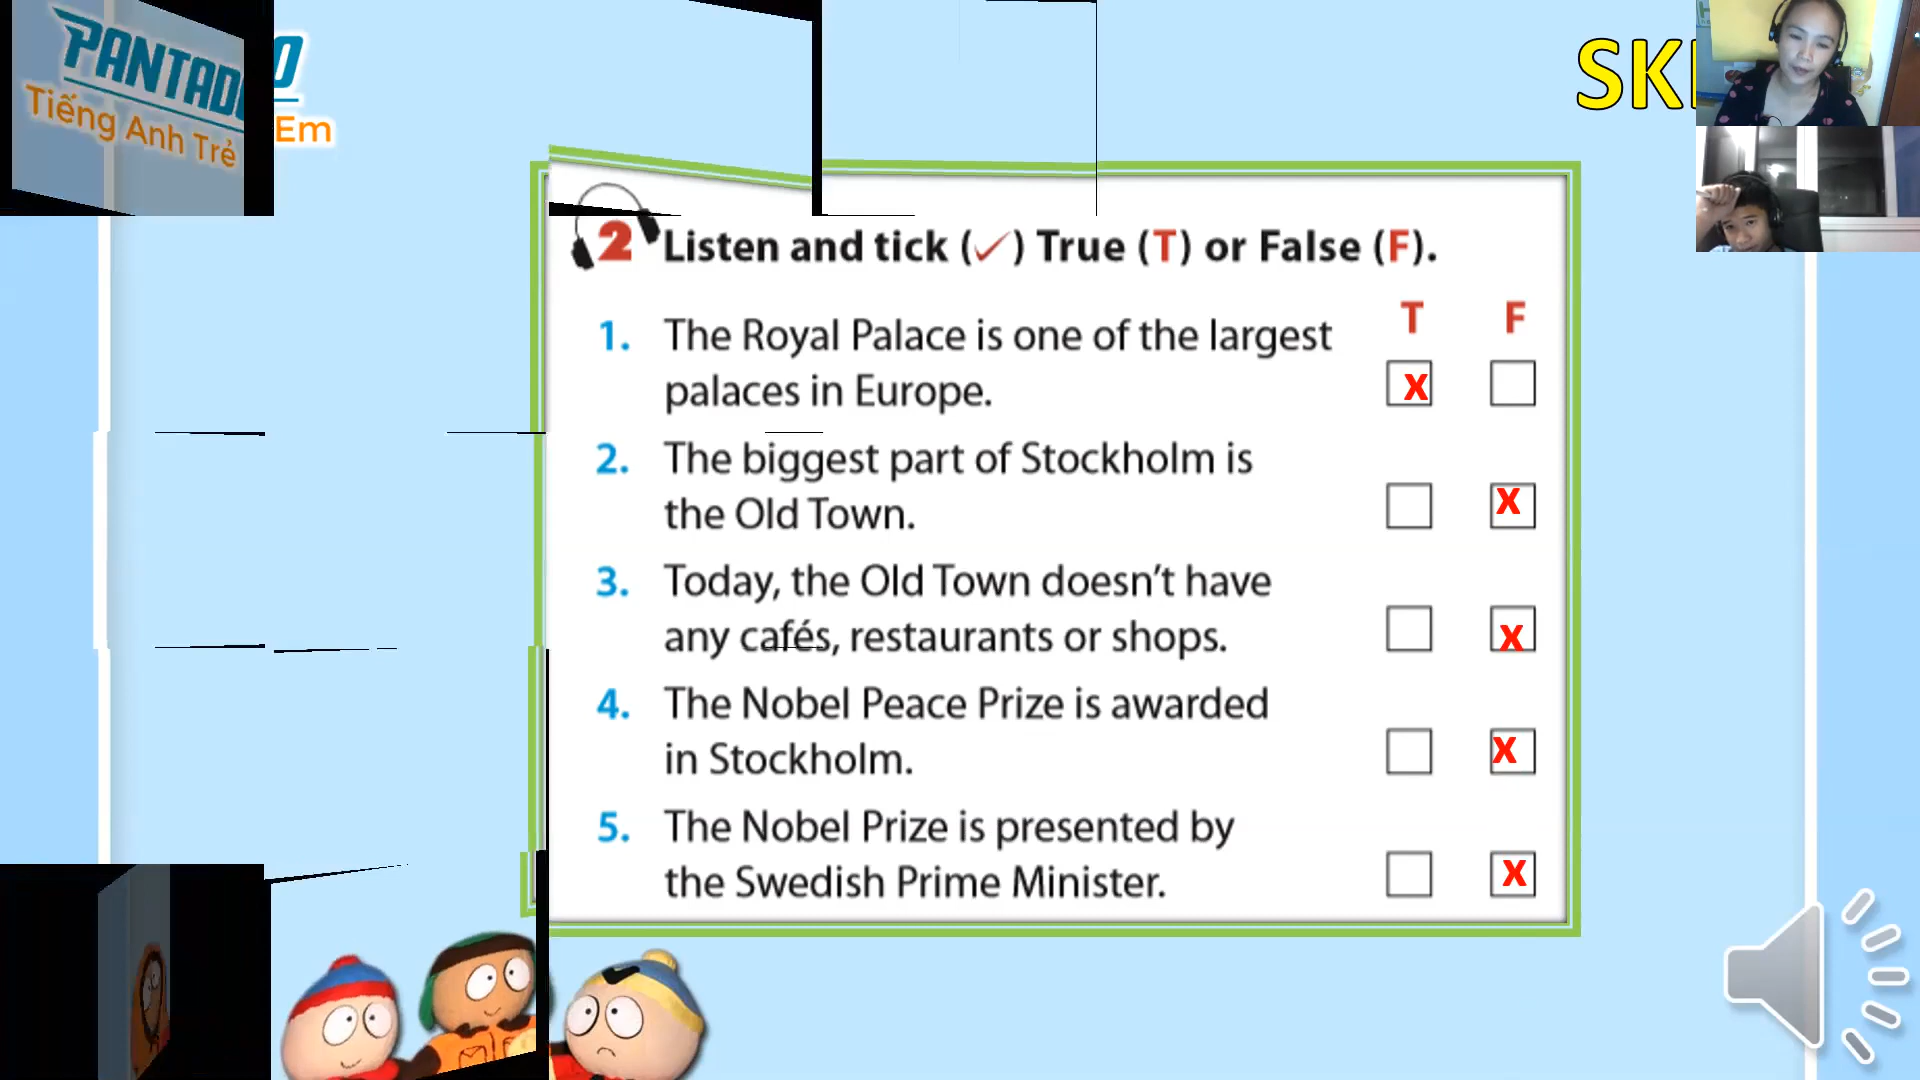 PANTADO
Tiếng Anh Trẻ Em
SK
2 Listen and tick (✓) True (T) or False (F).
T F
1. The Royal Palace is one of the largest
palaces in Europe.
X
2. The biggest part of Stockholm is
the Old Town.
X
3. Today, the Old Town doesn’t have
any cafés, restaurants or shops.
X
4. The Nobel Peace Prize is awarded
in Stockholm.
X
5. The Nobel Prize is presented by
the Swedish Prime Minister.
X